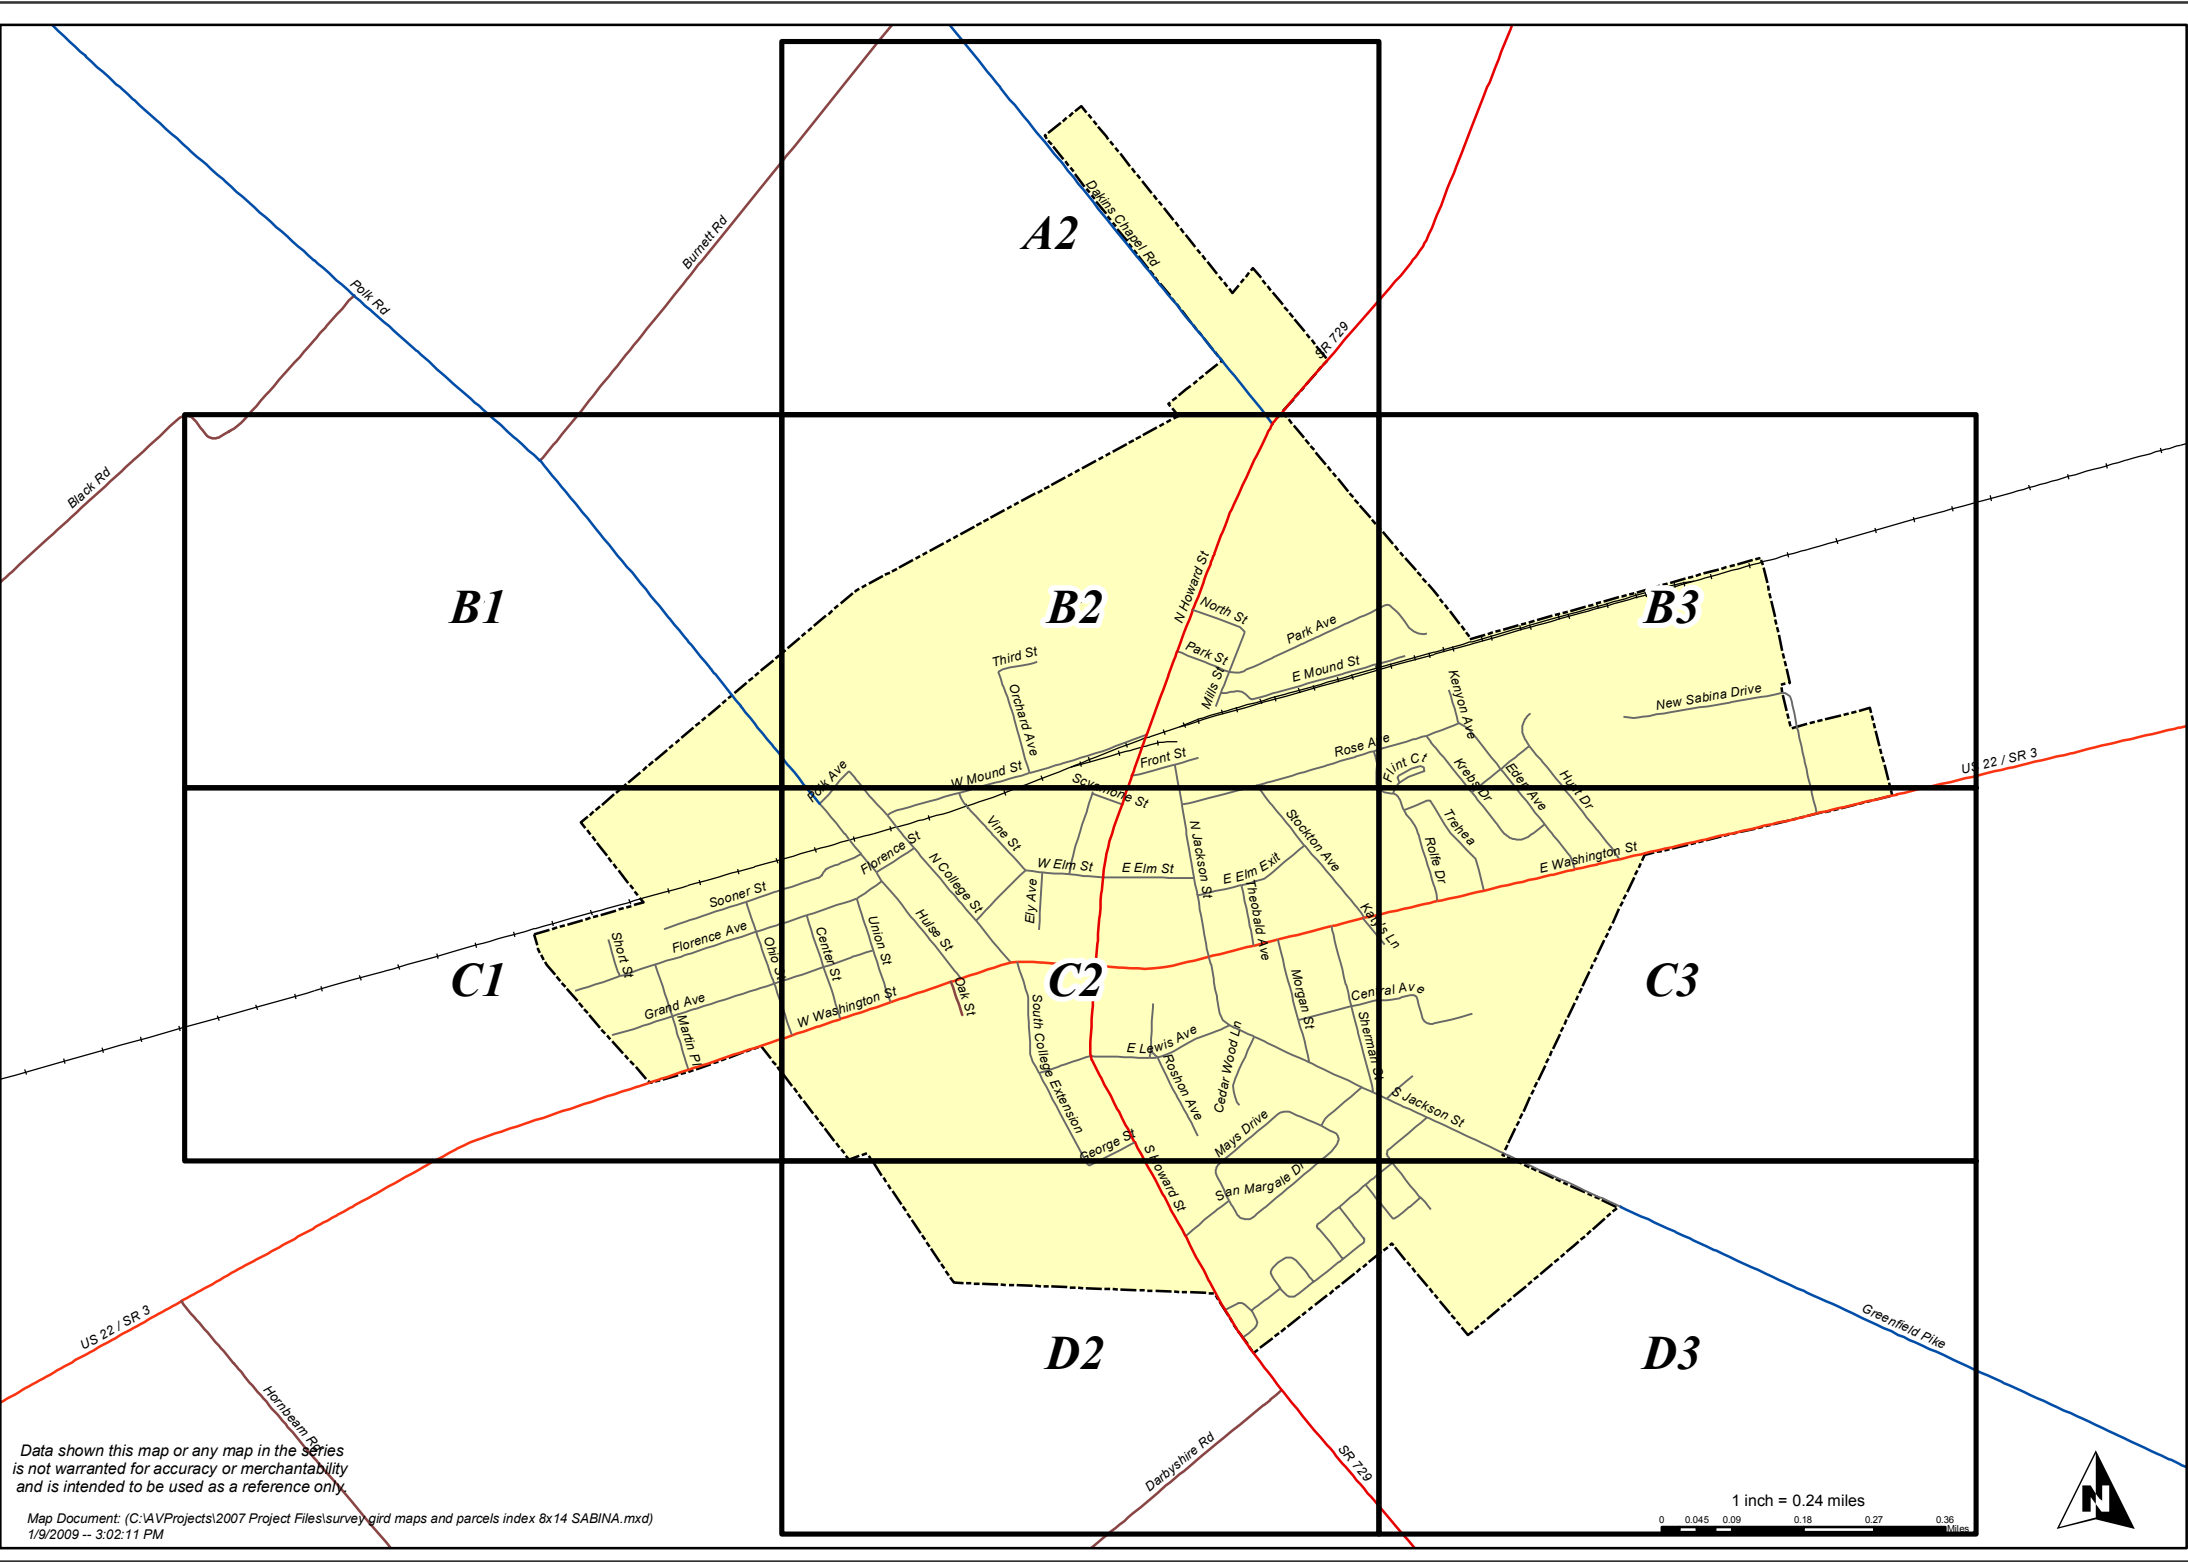 A2
Dakins Chapel Rd
Burnett Rd
Polk Rd
SR 729
Black Rd
B1
B2
B3
N Howard St
North St
Park Ave
Park St
Third St
E Mound St
Mills St
Orchard Ave
Kenyon Ave
New Sabina Drive
Rose Ave
Front St
W Mound St
Polk Ave
Flint Ct
Krebs Dr
Eden Ave
Hunt Dr
US 22 / SR 3
Vine St
N Jackson St
Stockton Ave
Trehea
Rolfe Dr
Florence St
N College St
W Elm St
E Elm St
E Elm Exit
E Washington St
Sooner St
Ely Ave
Theobald Ave
Katy's Ln
Florence Ave
Short St
Ohio St
Center St
Union St
Hulse St
C1
C2
C3
Grand Ave
Martin Pl
W Washington St
Oak St
South College Extension
Morgan St
Central Ave
Sherman St
E Lewis Ave
Roshon Ave
Cedar Wood Ln
S Jackson St
George St
Mays Drive
San Margale Dr
S Howard St
US 22 / SR 3
D2
D3
Greenfield Pike
Hornbeam Rd
Darbyshire Rd
SR 729
Data shown this map or any map in the series
is not warranted for accuracy or merchantability
and is intended to be used as a reference only.
Map Document: (C:\AVProjects\2007 Project Files\survey gird maps and parcels index 8x14 SABINA.mxd)
1/9/2009 -- 3:02:11 PM
1 inch = 0.24 miles
0 0.045 0.09 0.18 0.27 0.36
Miles
N